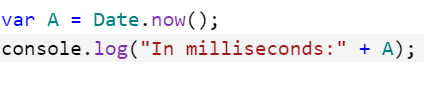 var A = Date.now();
console.log("In milliseconds:" + A);